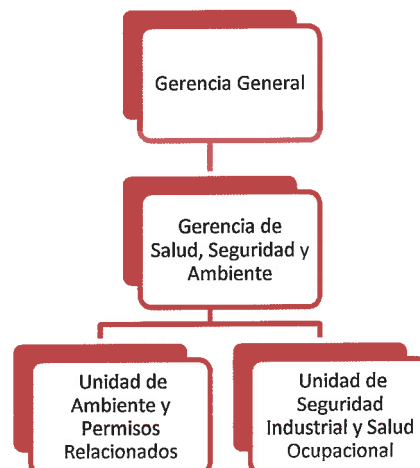 Gerencia General
Gerencia de
Salud, Seguridad y
Ambiente
Unidad de
Ambiente y
Permisos
Relacionados
Unidad de
Seguridad
Industrial y Salud
Ocupacional